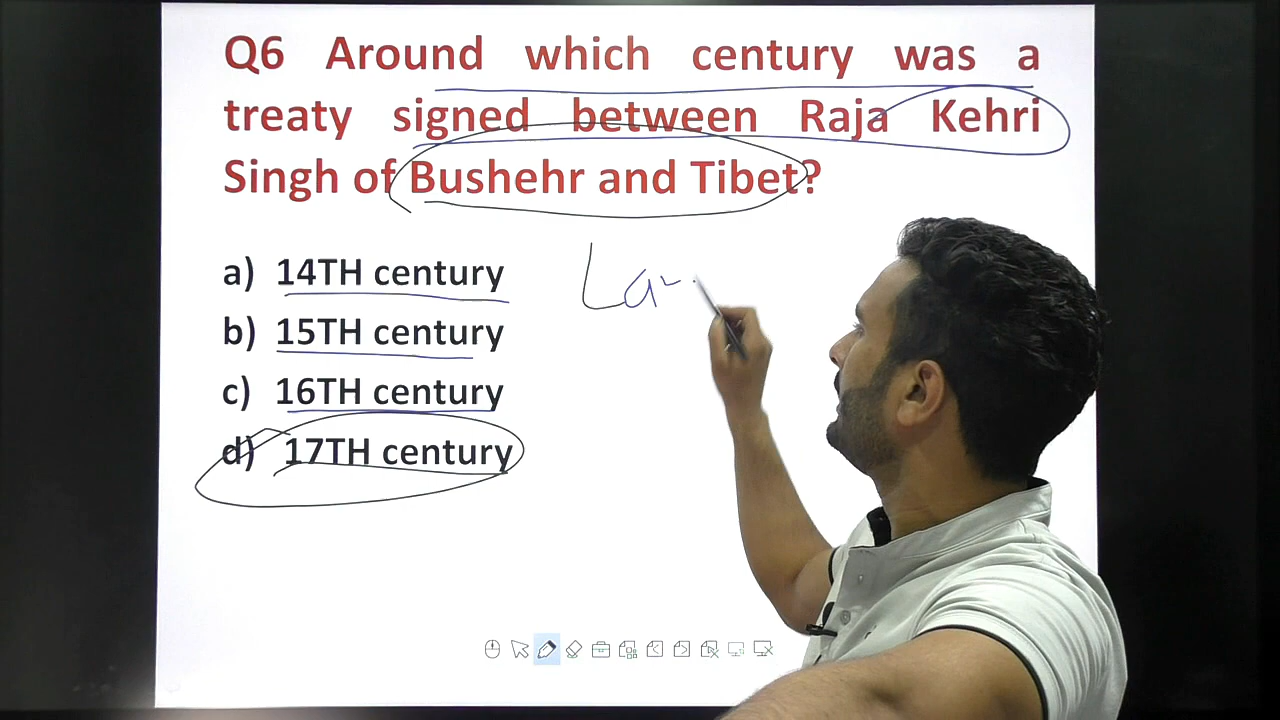 Q6 Around which century was a
treaty signed between Raja Kehri
Singh of Bushehr and Tibet?
a) 14TH century
b) 15TH century
c) 16TH century
d) 17TH century